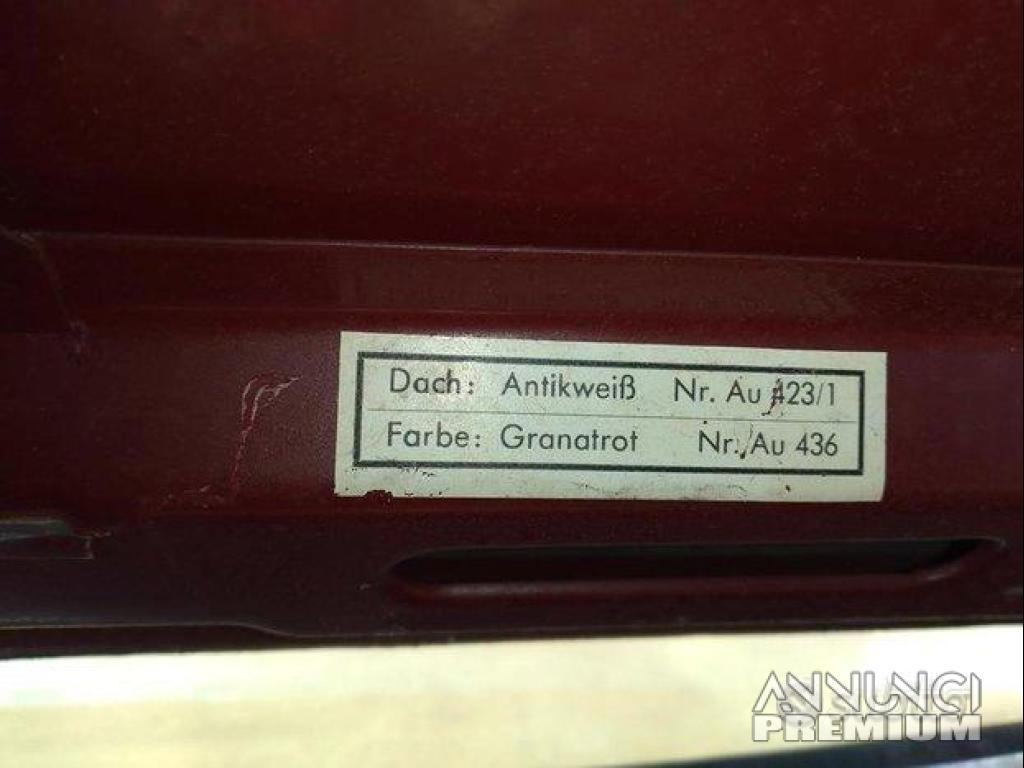 Dach: Antikweiß Nr. Au 423/1
Farbe: Granatrot Nr. Au 436
ANNUNCI
PREMIUM